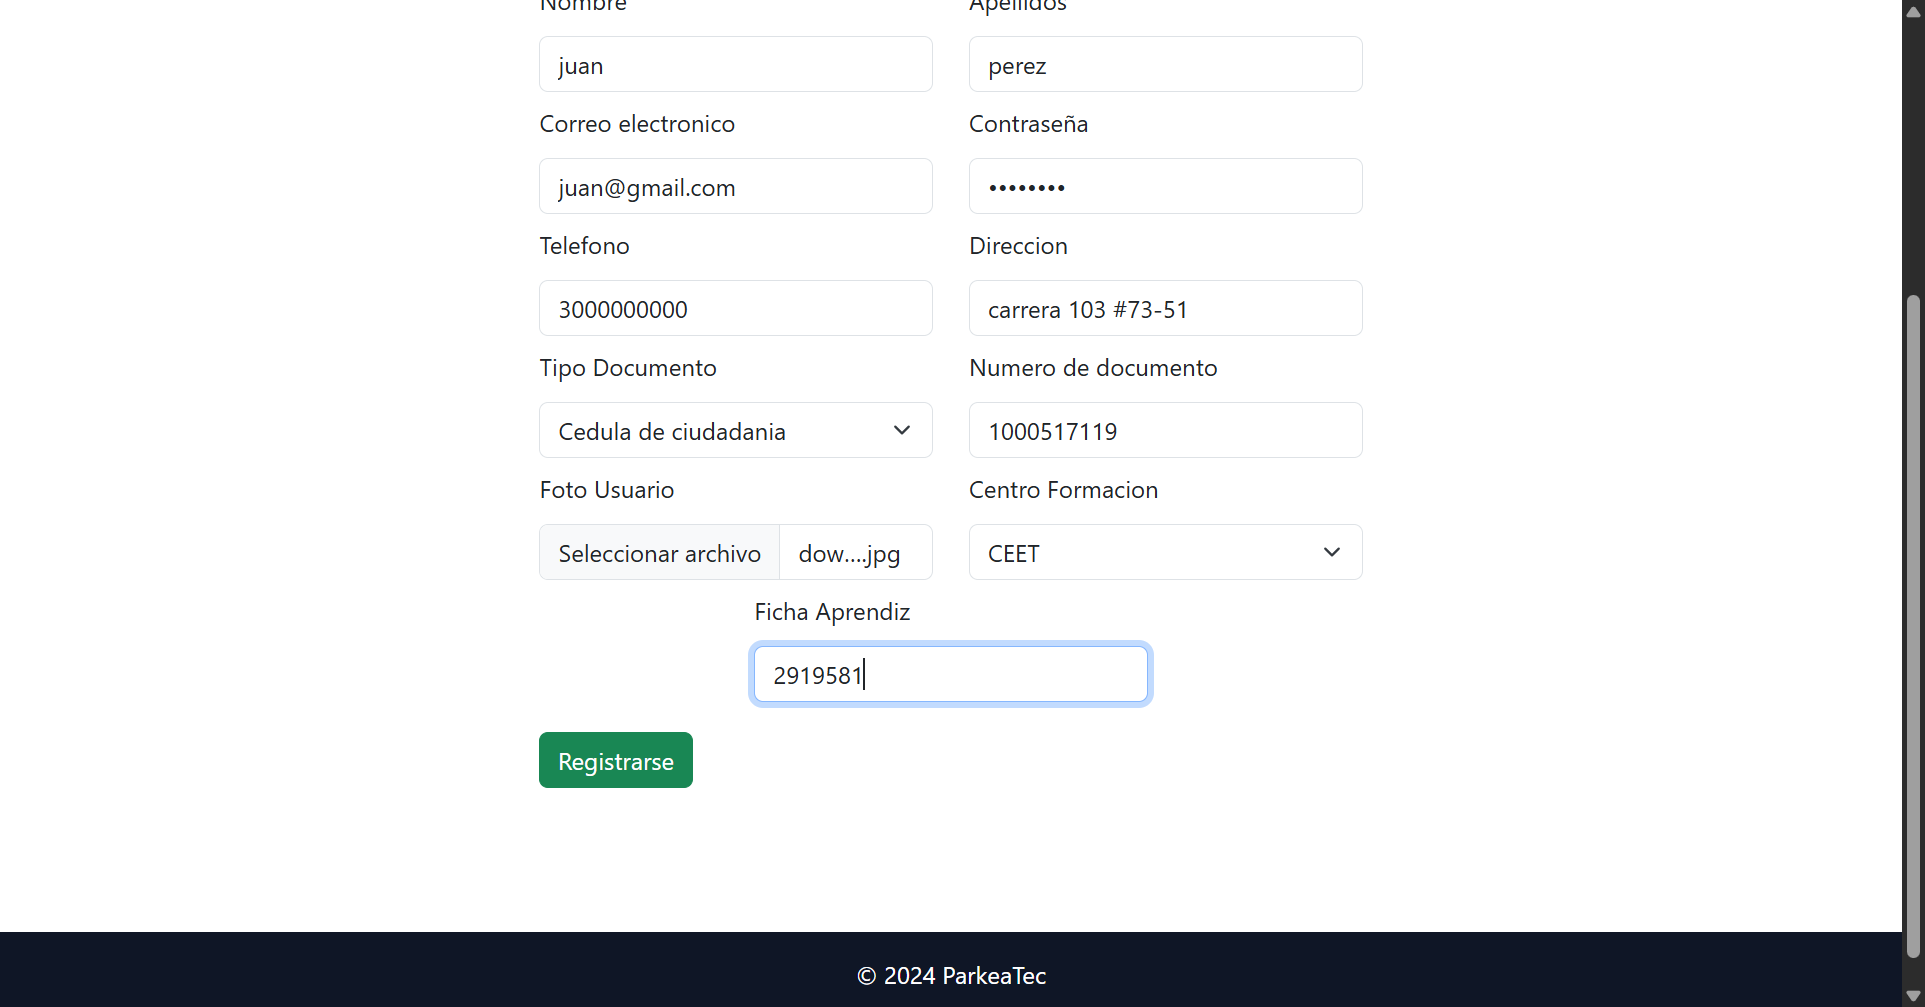 Nombre Apellidos
juan perez
Correo electronico Contraseña
juan@gmail.com ••••••••
Telefono Direccion
3000000000 carrera 103 #73-51
Tipo Documento Numero de documento
Cedula de ciudadania 1000517119
Foto Usuario Centro Formacion
Seleccionar archivo dow....jpg CEET
Ficha Aprendiz
2919581
Registrarse
© 2024 ParkeaTec